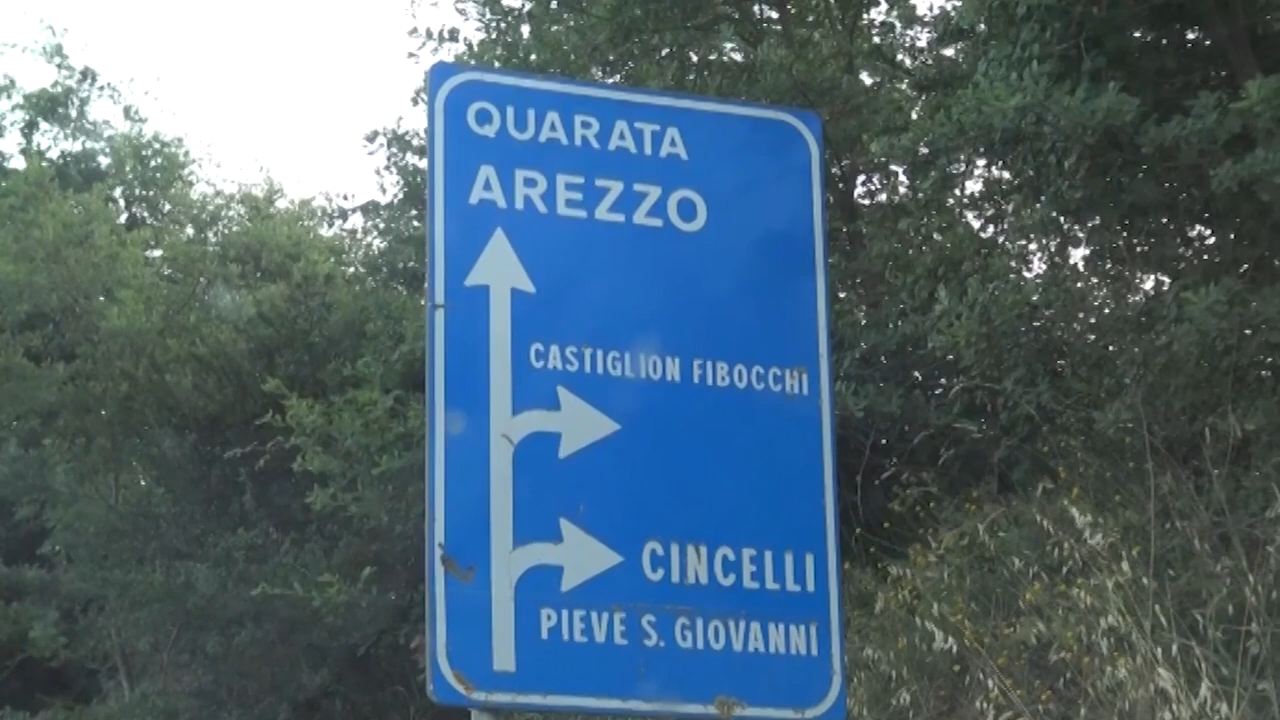 QUARATA
AREZZO
CASTIGLION FIBOCCHI
CINCELLI
PIEVE S. GIOVANNI